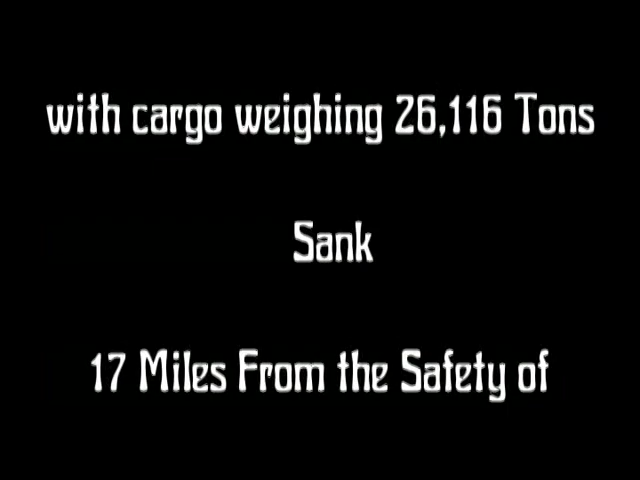 with cargo weighing 26,116 Tons
Sank
17 Miles From the Safety of